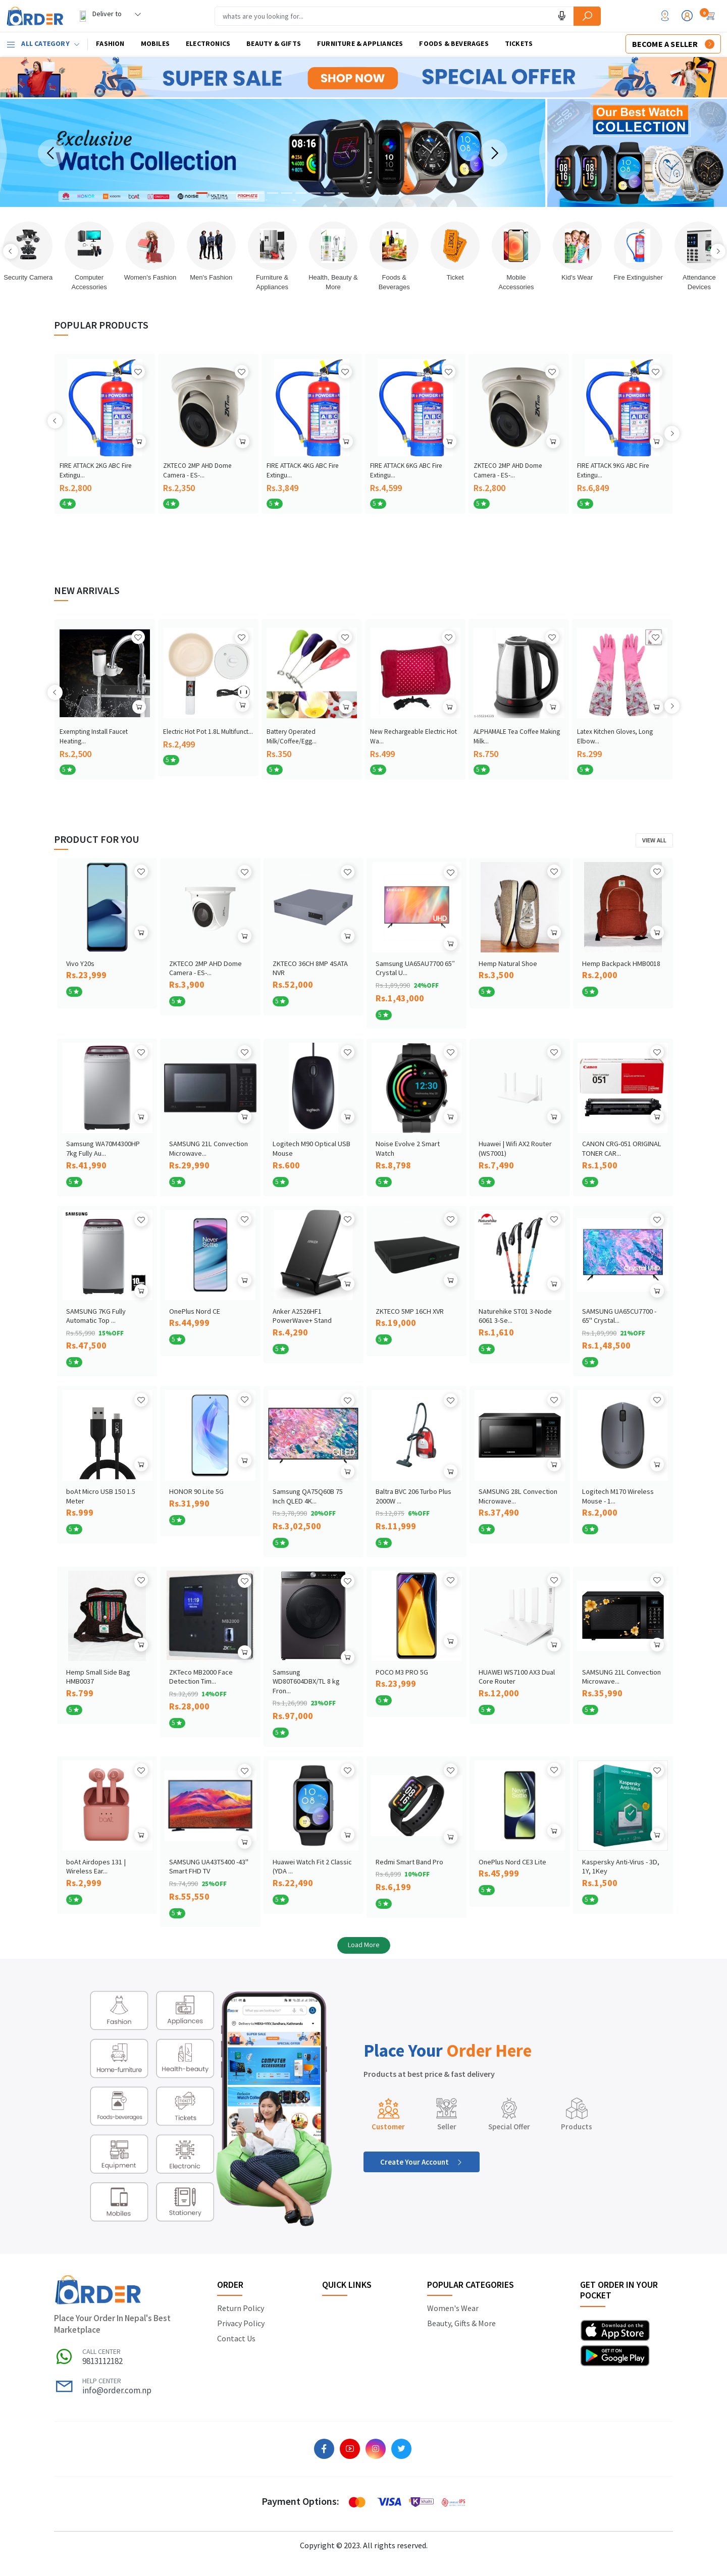 ORDER
Deliver to
whats are you looking for...
0
ALL CATEGORY
FASHION
MOBILES
ELECTRONICS
BEAUTY & GIFTS
FURNITURE & APPLIANCES
FOODS & BEVERAGES
TICKETS
BECOME A SELLER
SUPER SALE
SHOP NOW
SPECIAL OFFER
Exclusive
Watch Collection
08:16
Our Best Watch
COLLECTION
Security Camera
Computer Accessories
Women's Fashion
Men's Fashion
Furniture & Appliances
Health, Beauty & More
Foods & Beverages
Ticket
Mobile Accessories
Kid's Wear
Fire Extinguisher
Attendance Devices
POPULAR PRODUCTS
FIRE ATTACK 2KG ABC Fire Extingu...
Rs.2,800
4
ZKTECO 2MP AHD Dome Camera - ES-...
Rs.2,350
4
FIRE ATTACK 4KG ABC Fire Extingu...
Rs.3,849
5
FIRE ATTACK 6KG ABC Fire Extingu...
Rs.4,599
5
ZKTECO 2MP AHD Dome Camera - ES-...
Rs.2,800
5
FIRE ATTACK 9KG ABC Fire Extingu...
Rs.6,849
5
NEW ARRIVALS
Exempting Install Faucet Heating...
Rs.2,500
5
Electric Hot Pot 1.8L Multifunct...
Rs.2,499
5
Battery Operated Milk/Coffee/Egg...
Rs.350
5
New Rechargeable Electric Hot Wa...
Rs.499
5
ALPHAMALE Tea Coffee Making Milk...
Rs.750
5
Latex Kitchen Gloves, Long Elbow...
Rs.299
5
PRODUCT FOR YOU
VIEW ALL
Vivo Y20s
Rs.23,999
5
ZKTECO 2MP AHD Dome Camera - ES-...
Rs.3,900
5
ZKTECO 36CH 8MP 4SATA NVR
Rs.52,000
5
UHD
Samsung UA65AU7700 65" Crystal U...
Rs.1,89,990 24%OFF
Rs.1,43,000
5
Hemp Natural Shoe
Rs.3,500
5
Hemp Backpack HMB0018
Rs.2,000
5
Samsung WA70M4300HP 7kg Fully Au...
Rs.41,990
5
SAMSUNG 21L Convection Microwave...
Rs.29,990
5
Logitech M90 Optical USB Mouse
Rs.600
5
12:30
Noise Evolve 2 Smart Watch
Rs.8,798
5
Huawei | Wifi AX2 Router (WS7001)
Rs.7,490
5
Canon
051
CANON CRG-051 ORIGINAL TONER CAR...
Rs.1,500
5
SAMSUNG
SAMSUNG 7KG Fully Automatic Top ...
Rs.55,990 15%OFF
Rs.47,500
5
OnePlus Nord CE
Rs.44,999
5
Anker A2526HF1 PowerWave+ Stand
Rs.4,290
5
ZKTECO 5MP 16CH XVR
Rs.19,000
5
Naturehike
Naturehike ST01 3-Node 6061 3-Se...
Rs.1,610
5
Crystal UHD
SAMSUNG UA65CU7700 - 65" Crystal...
Rs.1,89,990 21%OFF
Rs.1,48,500
5
boAt Micro USB 150 1.5 Meter
Rs.999
5
HONOR 90 Lite 5G
Rs.31,990
5
QLED
Samsung QA75Q60B 75 Inch QLED 4K...
Rs.3,78,990 20%OFF
Rs.3,02,500
5
Baltra BVC 206 Turbo Plus 2000W ...
Rs.12,875 6%OFF
Rs.11,999
5
SAMSUNG 28L Convection Microwave...
Rs.37,490
5
Logitech M170 Wireless Mouse - 1...
Rs.2,000
5
Hemp Small Side Bag HMB0037
Rs.799
5
ZKTeco MB2000 Face Detection Tim...
Rs.32,699 14%OFF
Rs.28,000
5
Samsung WD80T604DBX/TL 8 kg Fron...
Rs.1,26,990 23%OFF
Rs.97,000
5
POCO M3 PRO 5G
Rs.23,999
5
HUAWEI WS7100 AX3 Dual Core Router
Rs.12,000
5
SAMSUNG 21L Convection Microwave...
Rs.35,990
5
boAt Airdopes 131 | Wireless Ear...
Rs.2,999
5
SAMSUNG UA43T5400 -43" Smart FHD TV
Rs.74,990 25%OFF
Rs.55,550
5
Huawei Watch Fit 2 Classic (YDA ...
Rs.22,490
5
Redmi Smart Band Pro
Rs.6,899 10%OFF
Rs.6,199
5
OnePlus Nord CE3 Lite
Rs.45,999
5
Kaspersky Anti-Virus
Kaspersky Anti-Virus - 3D, 1Y, 1Key
Rs.1,500
5
Load More
Fashion
Appliances
Home-furniture
Health-beauty
Foods-beverages
Tickets
Equipment
Electronic
Mobiles
Stationery
Place Your Order Here
Products at best price & fast delivery
Customer
Seller
Special Offer
Products
Create Your Account
ORDER
Place Your Order In Nepal's Best Marketplace
CALL CENTER
9813112182
HELP CENTER
info@order.com.np
ORDER
Return Policy
Privacy Policy
Contact Us
QUICK LINKS
POPULAR CATEGORIES
Women's Wear
Beauty, Gifts & More
GET ORDER IN YOUR POCKET
Download on the App Store
GET IT ON Google Play
Payment Options:
VISA
Copyright © 2023. All rights reserved.